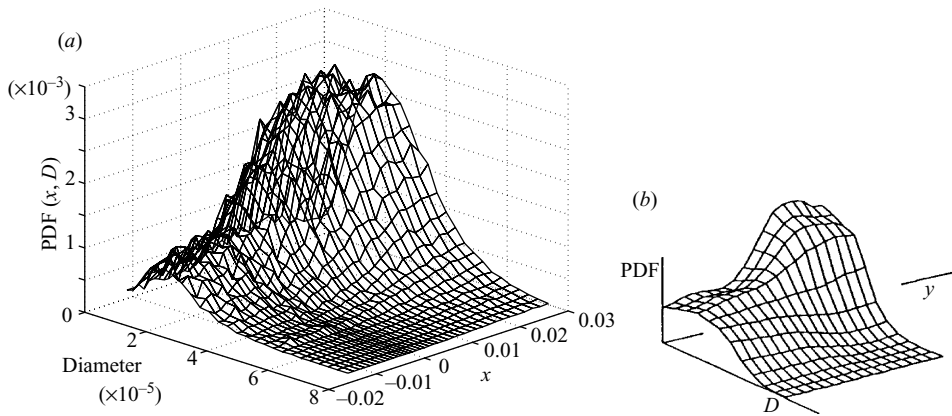 (a)
(×10⁻³)
3
2
1
0
PDF (x, D)
2
4
6
8
Diameter
(×10⁻⁵)
−0.02
−0.01
0
0.01
0.02
0.03
x
(b)
PDF
y
D